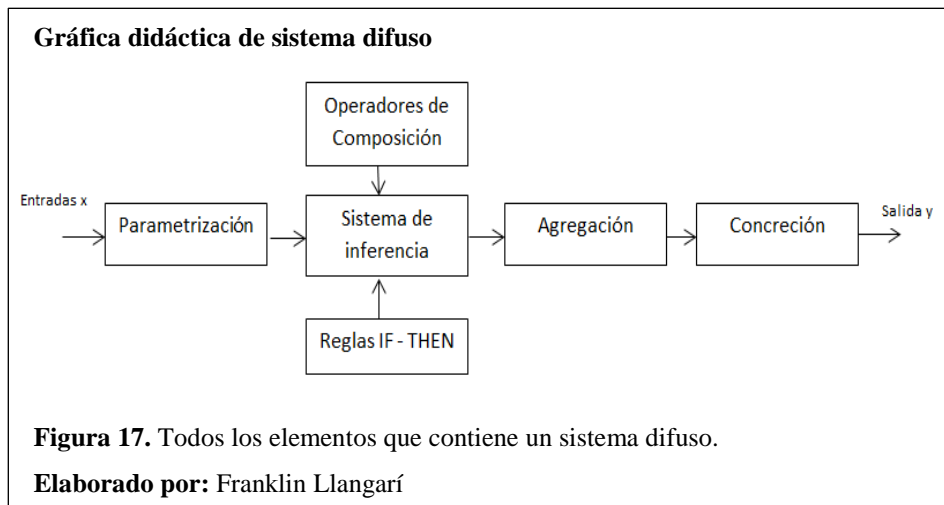 Gráfica didáctica de sistema difuso
Operadores de
Composición
Entradas x
Parametrización
Sistema de
inferencia
Agregación
Concreción
Salida y
Reglas IF - THEN
Figura 17. Todos los elementos que contiene un sistema difuso.
Elaborado por: Franklin Llangarí